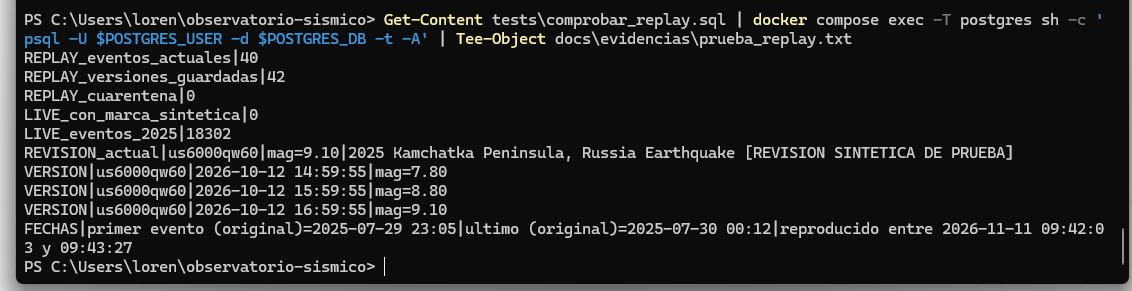 PS C:\Users\loren\observatorio-sismico> Get-Content tests\comprobar_replay.sql | docker compose exec -T postgres sh -c '
psql -U $POSTGRES_USER -d $POSTGRES_DB -t -A' | Tee-Object docs\evidencias\prueba_replay.txt
REPLAY_eventos_actuales|40
REPLAY_versiones_guardadas|42
REPLAY_cuarentena|0
LIVE_con_marca_sintetica|0
LIVE_eventos_2025|18302
REVISION_actual|us6000qw60|mag=9.10|2025 Kamchatka Peninsula, Russia Earthquake [REVISION SINTETICA DE PRUEBA]
VERSION|us6000qw60|2026-10-12 14:59:55|mag=7.80
VERSION|us6000qw60|2026-10-12 15:59:55|mag=8.80
VERSION|us6000qw60|2026-10-12 16:59:55|mag=9.10
FECHAS|primer evento (original)=2025-07-29 23:05|ultimo (original)=2025-07-30 00:12|reproducido entre 2026-11-11 09:42:0
3 y 09:43:27
PS C:\Users\loren\observatorio-sismico>